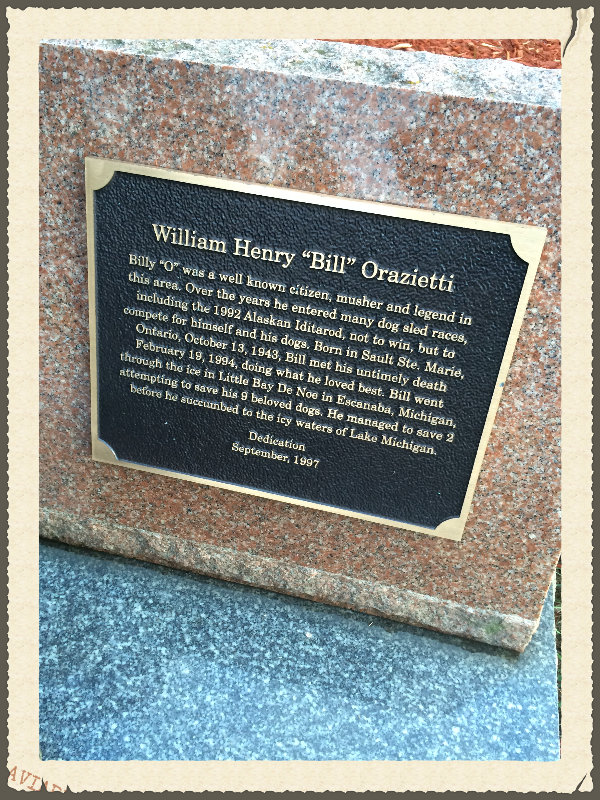 William Henry "Bill" Orazietti
Billy "O" was a well known citizen, musher and legend in
this area. Over the years he entered many dog sled races,
including the 1992 Alaskan Iditarod, not to win, but to
compete for himself and his dogs. Born in Sault Ste. Marie,
Ontario, October 13, 1943, Bill met his untimely death
February 19, 1994, doing what he loved best. Bill went
through the ice in Little Bay De Noe in Escanaba, Michigan,
attempting to save his 9 beloved dogs. He managed to save 2
before he succumbed to the icy waters of Lake Michigan.
Dedication
September, 1997